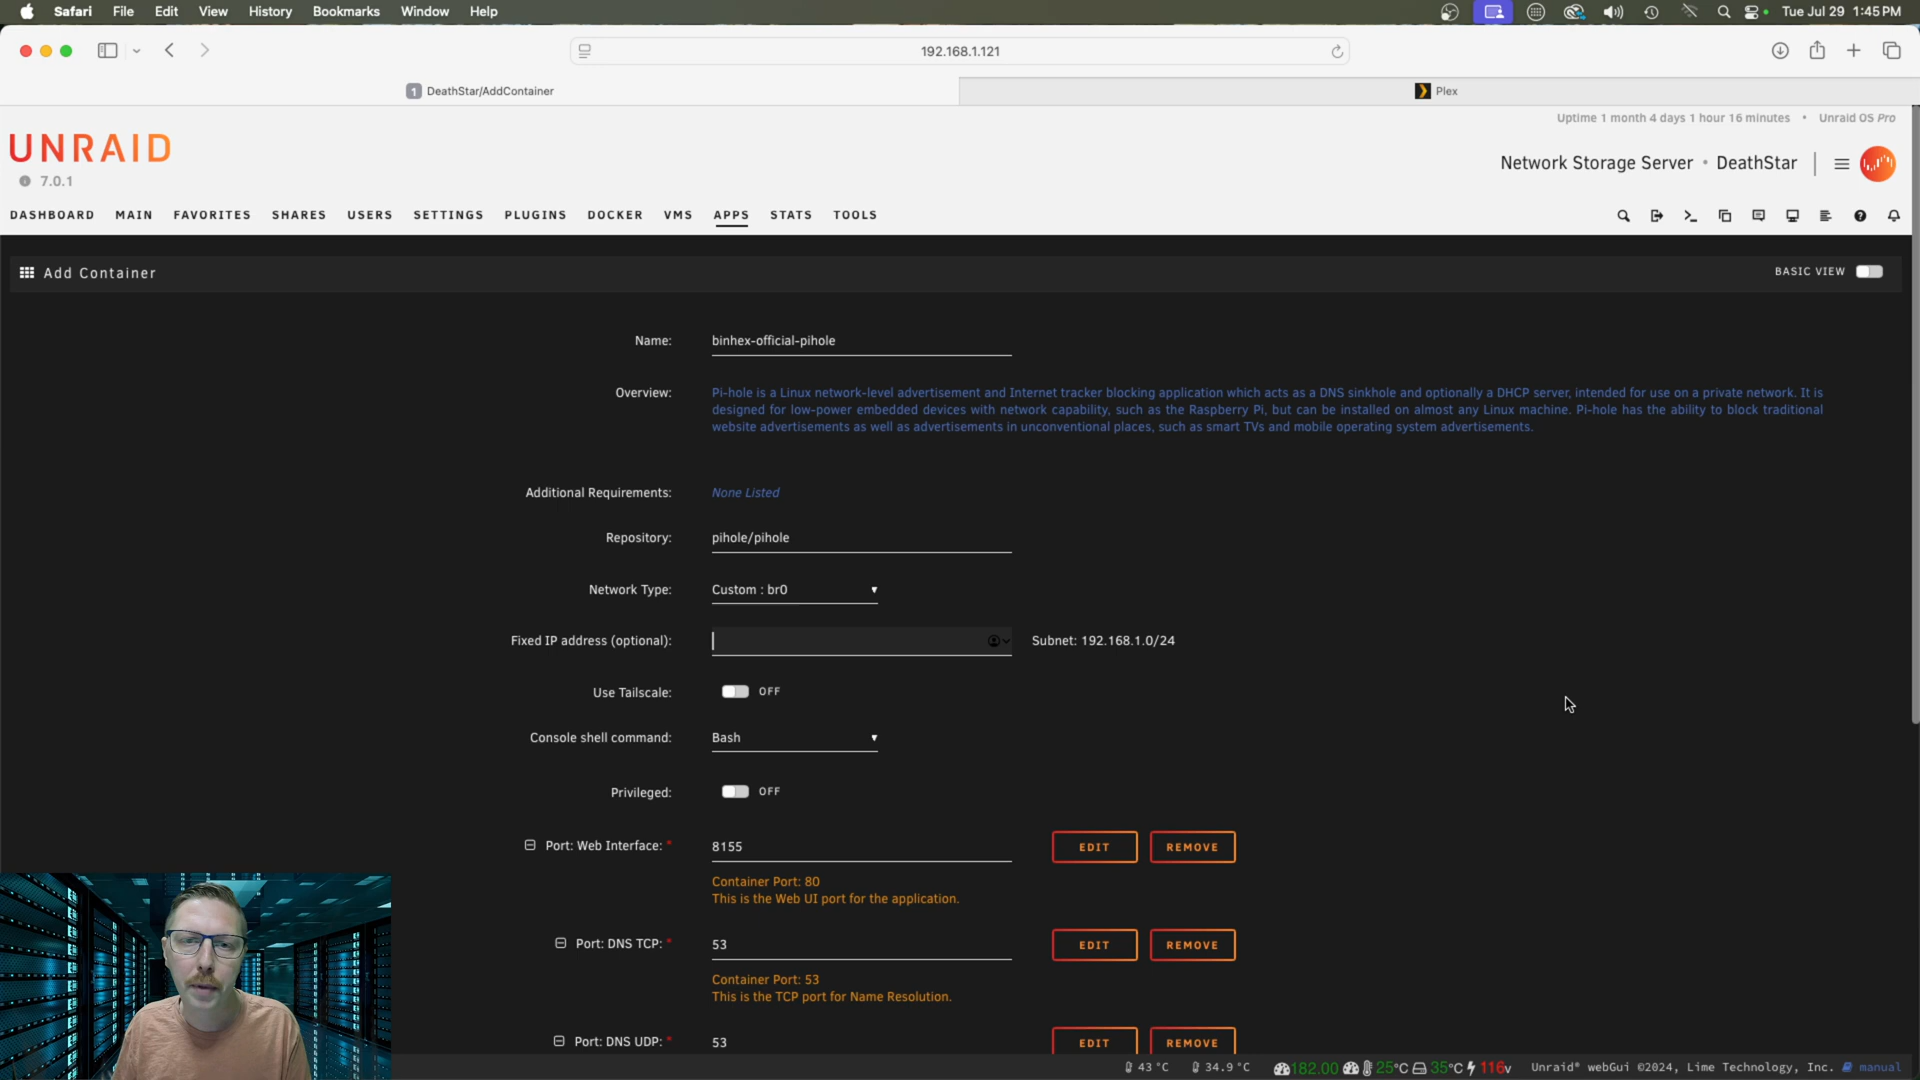 Safari File Edit View History Bookmarks Window Help
Tue Jul 29 1:45 PM
192.168.1.121
1 DeathStar/AddContainer
Plex
Uptime 1 month 4 days 1 hour 16 minutes • Unraid OS Pro
UNRAID
7.0.1
Network Storage Server • DeathStar
DASHBOARD MAIN FAVORITES SHARES USERS SETTINGS PLUGINS DOCKER VMS APPS STATS TOOLS
Add Container
BASIC VIEW
Name: binhex-official-pihole
Overview: Pi-hole is a Linux network-level advertisement and Internet tracker blocking application which acts as a DNS sinkhole and optionally a DHCP server, intended for use on a private network. It is
designed for low-power embedded devices with network capability, such as the Raspberry Pi, but can be installed on almost any Linux machine. Pi-hole has the ability to block traditional
website advertisements as well as advertisements in unconventional places, such as smart TVs and mobile operating system advertisements.
Additional Requirements: None Listed
Repository: pihole/pihole
Network Type: Custom : br0
Fixed IP address (optional): Subnet: 192.168.1.0/24
Use Tailscale: OFF
Console shell command: Bash
Privileged: OFF
Port: Web Interface: * 8155 EDIT REMOVE
Container Port: 80
This is the Web UI port for the application.
Port: DNS TCP: * 53 EDIT REMOVE
Container Port: 53
This is the TCP port for Name Resolution.
Port: DNS UDP: * 53 EDIT REMOVE
43 °C 34.9 °C 182.00 25°C 35°C 116v Unraid® webGui ©2024, Lime Technology, Inc. manual